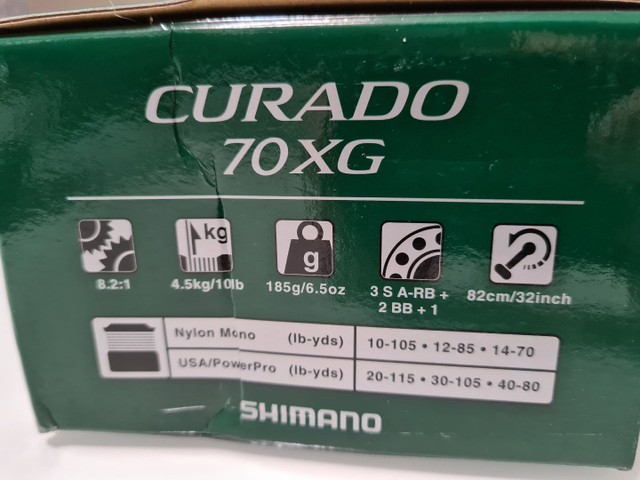 CURADO
70XG
kg
g
8.2:1 4.5kg/10lb 185g/6.5oz 3 S A-RB + 82cm/32inch
2 BB + 1
Nylon Mono (lb-yds) 10-105 • 12-85 • 14-70
USA/PowerPro (lb-yds) 20-115 • 30-105 • 40-80
SHIMANO